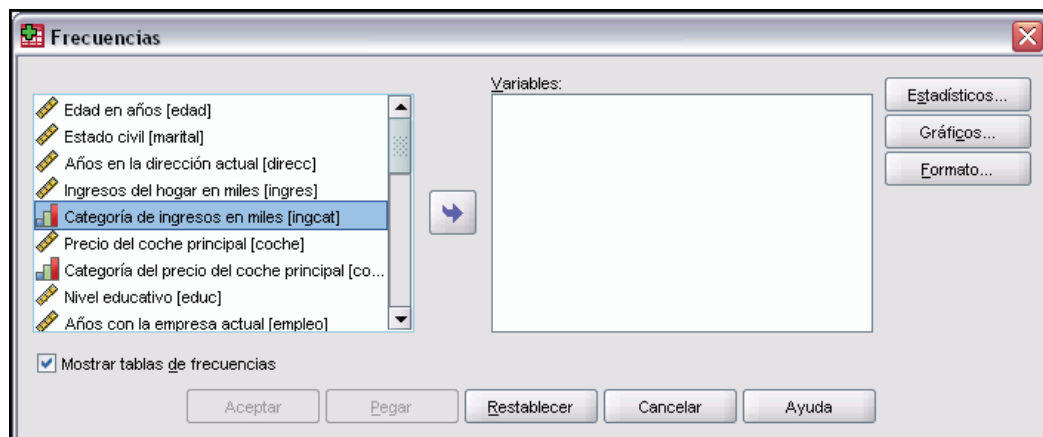 Frecuencias
Variables:
Edad en años [edad]
Estado civil [marital]
Años en la dirección actual [direcc]
Ingresos del hogar en miles [ingres]
Categoría de ingresos en miles [ingcat]
Precio del coche principal [coche]
Categoría del precio del coche principal [co...
Nivel educativo [educ]
Años con la empresa actual [empleo]
Estadísticos...
Gráficos...
Formato...
Mostrar tablas de frecuencias
Aceptar
Pegar
Restablecer
Cancelar
Ayuda